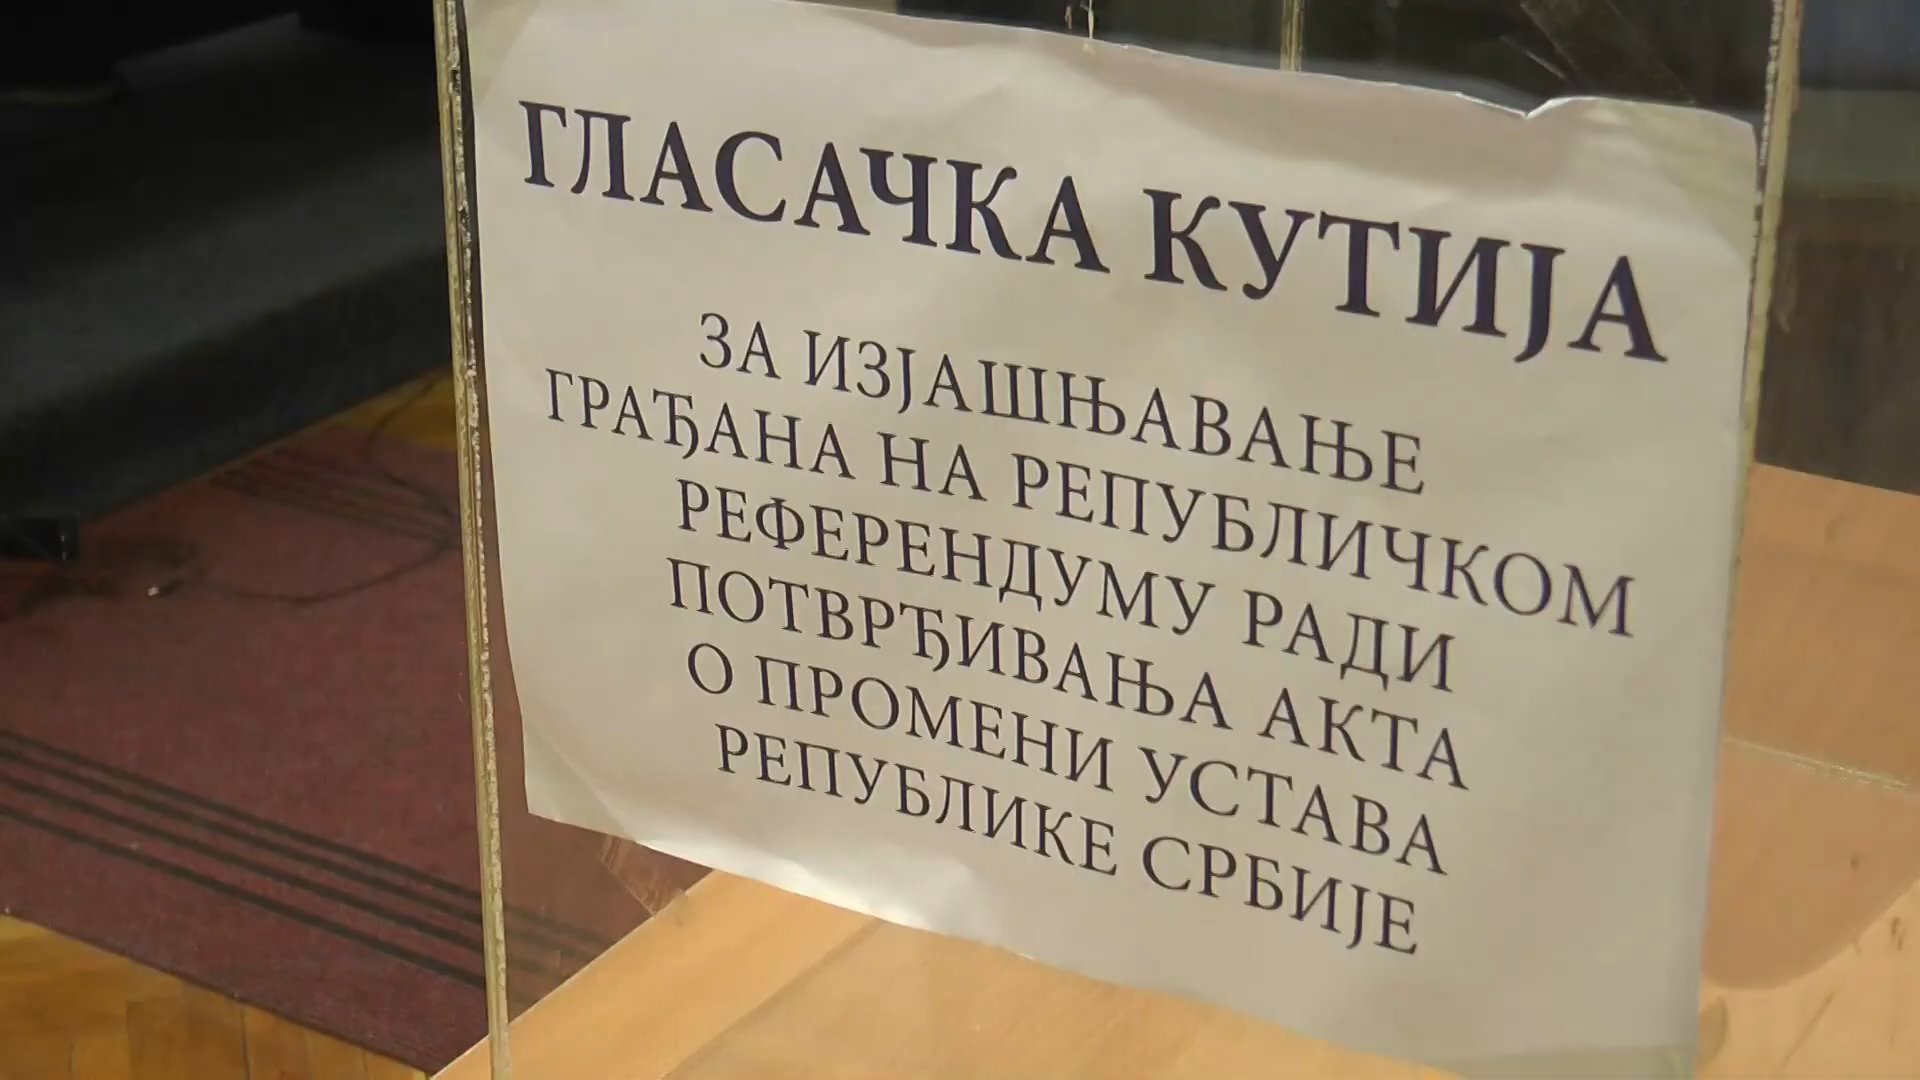 ГЛАСАЧКА КУТИЈА
ЗА ИЗЈАШЊАВАЊЕ
ГРАЂАНА НА РЕПУБЛИЧКОМ
РЕФЕРЕНДУМУ РАДИ
ПОТВРЂИВАЊА АКТА
О ПРОМЕНИ УСТАВА
РЕПУБЛИКЕ СРБИЈЕ